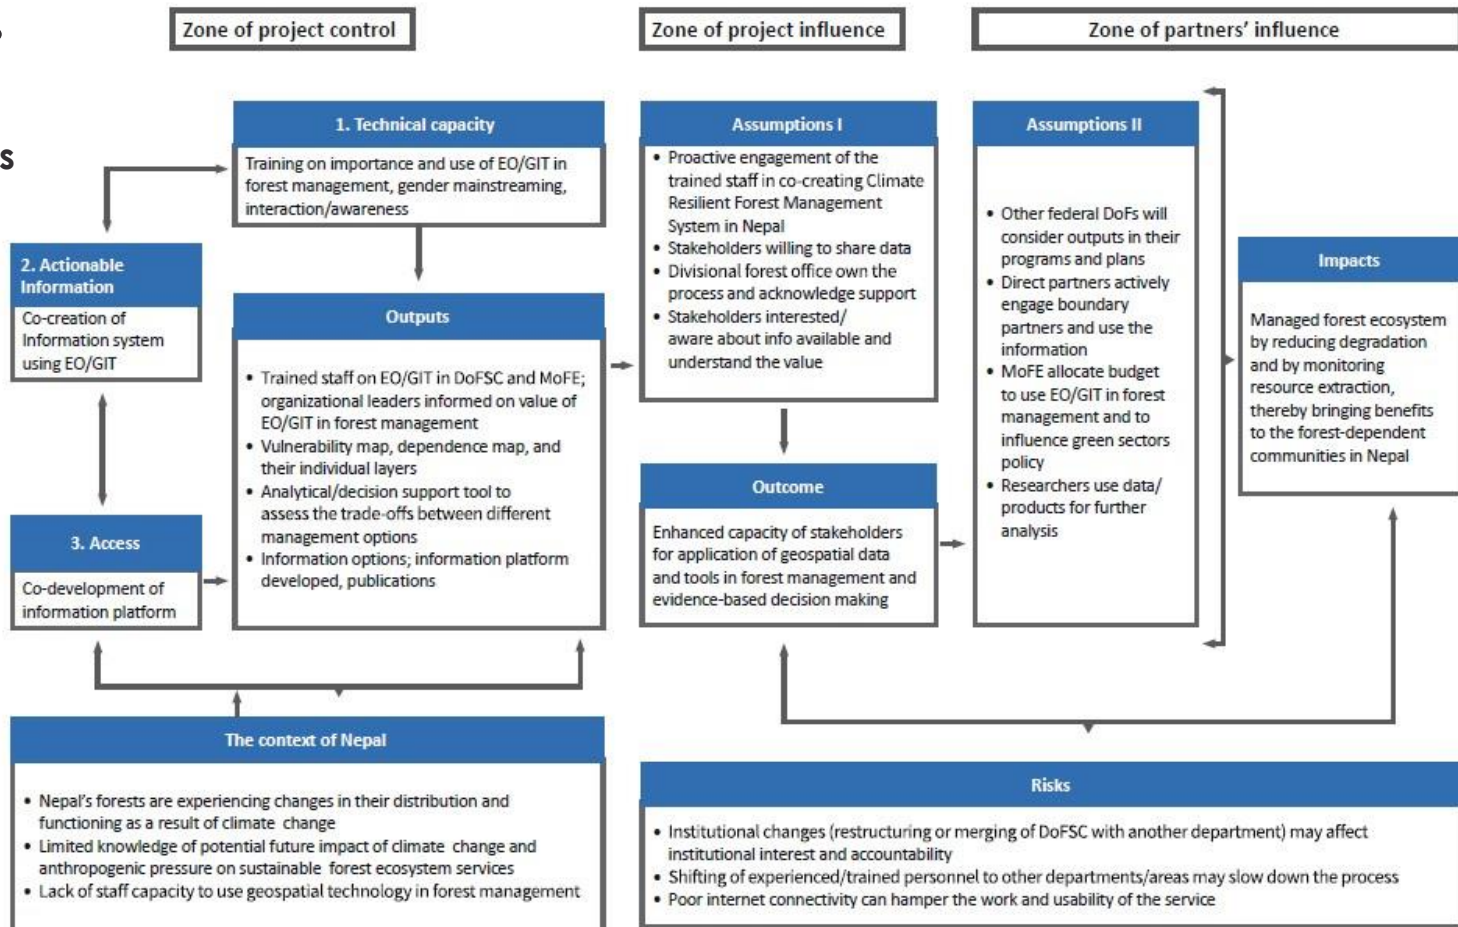 Zone of project control
Zone of project influence
Zone of partners' influence
s
1. Technical capacity
Training on importance and use of EO/GIT in
forest management, gender mainstreaming,
interaction/awareness
2. Actionable
Information
Co-creation of
Information system
using EO/GIT
3. Access
Co-development of
information platform
Outputs
• Trained staff on EO/GIT in DoFSC and MoFE;
organizational leaders informed on value of
EO/GIT in forest management
• Vulnerability map, dependence map, and
their individual layers
• Analytical/decision support tool to
assess the trade-offs between different
management options
• Information options; information platform
developed, publications
Assumptions I
• Proactive engagement of the
trained staff in co-creating Climate
Resilient Forest Management
System in Nepal
• Stakeholders willing to share data
• Divisional forest office own the
process and acknowledge support
• Stakeholders interested/
aware about info available and
understand the value
Outcome
Enhanced capacity of stakeholders
for application of geospatial data
and tools in forest management and
evidence-based decision making
Assumptions II
• Other federal DoFs will
consider outputs in their
programs and plans
• Direct partners actively
engage boundary
partners and use the
information
• MoFE allocate budget
to use EO/GIT in forest
management and to
influence green sectors
policy
• Researchers use data/
products for further
analysis
Impacts
Managed forest ecosystem
by reducing degradation
and by monitoring
resource extraction,
thereby bringing benefits
to the forest-dependent
communities in Nepal
The context of Nepal
• Nepal's forests are experiencing changes in their distribution and
functioning as a result of climate change
• Limited knowledge of potential future impact of climate change and
anthropogenic pressure on sustainable forest ecosystem services
• Lack of staff capacity to use geospatial technology in forest management
Risks
• Institutional changes (restructuring or merging of DoFSC with another department) may affect
institutional interest and accountability
• Shifting of experienced/trained personnel to other departments/areas may slow down the process
• Poor internet connectivity can hamper the work and usability of the service